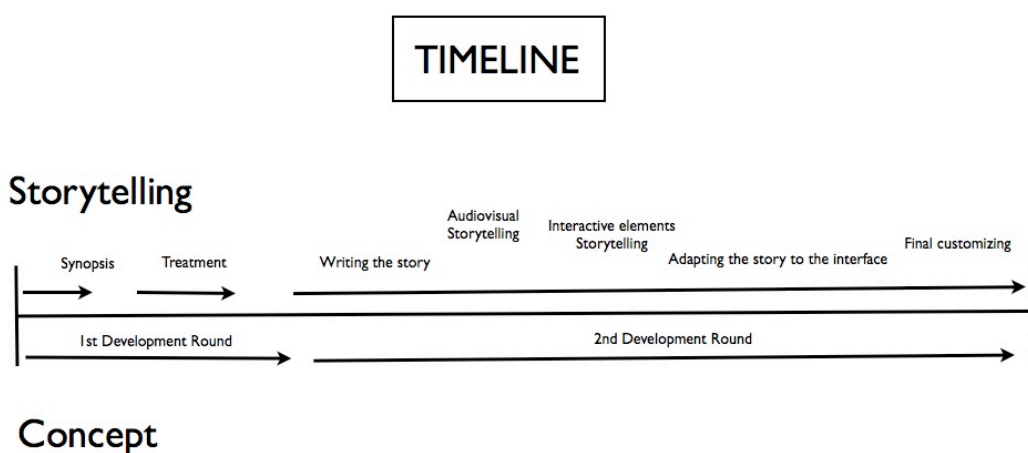 TIMELINE
Storytelling
Audiovisual
Storytelling
Interactive elements
Storytelling
Final customizing
Synopsis
Treatment
Writing the story
Adapting the story to the interface
1st Development Round
2nd Development Round
Concept